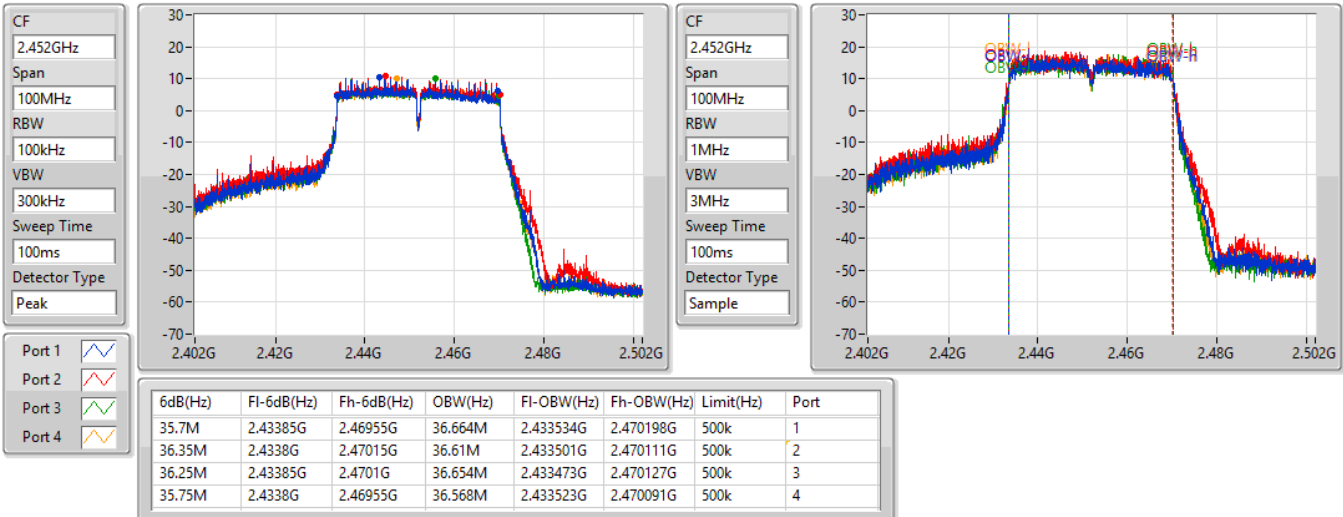 CF
2.452GHz
Span
100MHz
RBW
100kHz
VBW
300kHz
Sweep Time
100ms
Detector Type
Peak
30
20
10
0
-10
-20
-30
-40
-50
-60
-70
2.402G 2.42G 2.44G 2.46G 2.48G 2.502G
CF
2.452GHz
Span
100MHz
RBW
1MHz
VBW
3MHz
Sweep Time
100ms
Detector Type
Sample
30
20
10
0
-10
-20
-30
-40
-50
-60
-70
OBW-h
2.402G 2.42G 2.44G 2.46G 2.48G 2.502G
Port 1
Port 2
Port 3
Port 4
6dB(Hz) Fl-6dB(Hz) Fh-6dB(Hz) OBW(Hz) Fl-OBW(Hz) Fh-OBW(Hz) Limit(Hz) Port
35.7M 2.43385G 2.46955G 36.664M 2.433534G 2.470198G 500k 1
36.35M 2.4338G 2.47015G 36.61M 2.433501G 2.470111G 500k 2
36.25M 2.43385G 2.4701G 36.654M 2.433473G 2.470127G 500k 3
35.75M 2.4338G 2.46955G 36.568M 2.433523G 2.470091G 500k 4